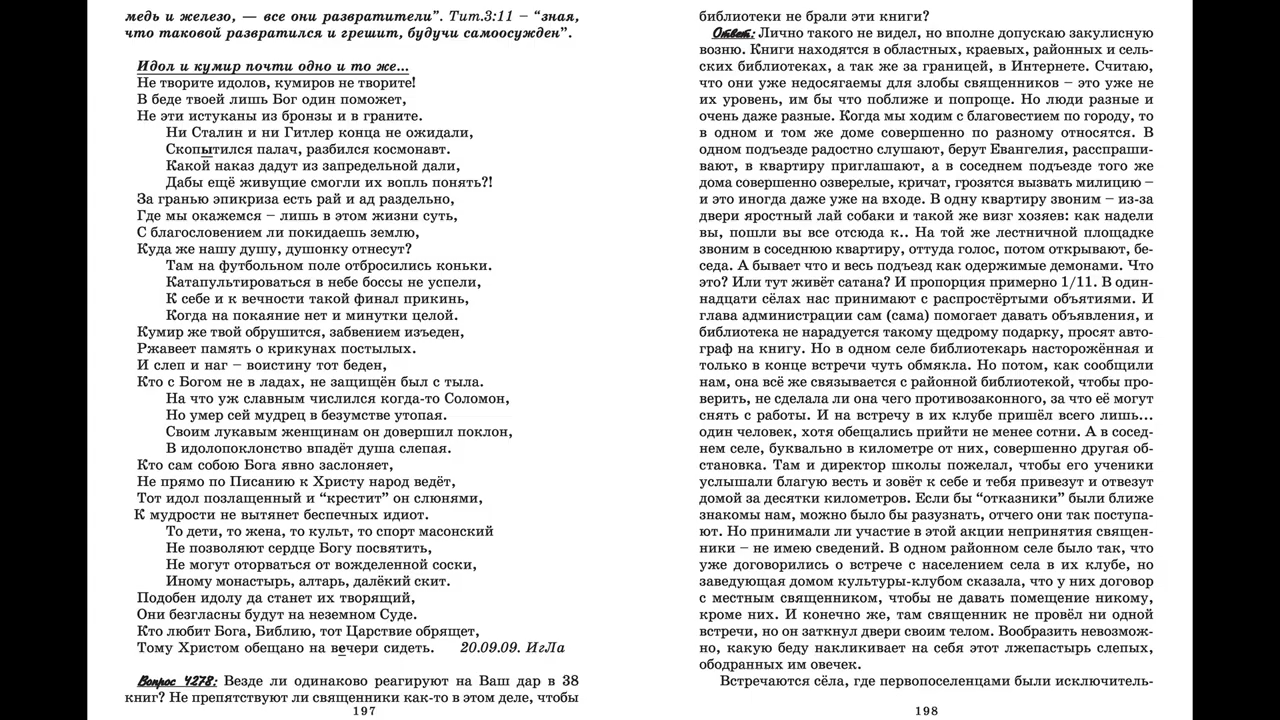 медь и железо, — все они развратители”. Тит.3:11 – “зная,
что таковой развратился и грешит, будучи самоосужден”.
Идол и кумир почти одно и то же...
Не творите идолов, кумиров не творите!
В беде твоей лишь Бог один поможет,
Не эти истуканы из бронзы и в граните.
Ни Сталин и ни Гитлер конца не ожидали,
Скопытился палач, разбился космонавт.
Какой наказ дадут из запредельной дали,
Дабы ещё живущие смогли их вопль понять?!
За гранью эпикриза есть рай и ад раздельно,
Где мы окажемся – лишь в этом жизни суть,
С благословением ли покидаешь землю,
Куда же нашу душу, душонку отнесут?
Там на футбольном поле отбросились коньки.
Катапультироваться в небе боссы не успели,
К себе и к вечности такой финал прикинь,
Когда на покаяние нет и минутки целой.
Кумир же твой обрушится, забвением изъеден,
Ржавеет память о крикунах постылых.
И слеп и наг – воистину тот беден,
Кто с Богом не в ладах, не защищён был с тыла.
На что уж славным числился когда-то Соломон,
Но умер сей мудрец в безумстве утопая.
Своим лукавым женщинам он довершил поклон,
В идолопоклонство впадёт душа слепая.
Кто сам собою Бога явно заслоняет,
Не прямо по Писанию к Христу народ ведёт,
Тот идол позлащенный и “крестит” он слюнями,
К мудрости не вытянет беспечных идиот.
То дети, то жена, то культ, то спорт масонский
Не позволяют сердце Богу посвятить,
Не могут оторваться от вожделенной соски,
Иному монастырь, алтарь, далёкий скит.
Подобен идолу да станет их творящий,
Они безгласны будут на неземном Суде.
Кто любит Бога, Библию, тот Царствие обрящет,
Тому Христом обещано на вечери сидеть. 20.09.09. ИгЛа
Вопрос 4278: Везде ли одинаково реагируют на Ваш дар в 38
книг? Не препятствуют ли священники как-то в этом деле, чтобы
197
библиотеки не брали эти книги?
Ответ: Лично такого не видел, но вполне допускаю закулисную
возню. Книги находятся в областных, краевых, районных и сель-
ских библиотеках, а так же за границей, в Интернете. Считаю,
что они уже недосягаемы для злобы священников – это уже не
их уровень, им бы что поближе и попроще. Но люди разные и
очень даже разные. Когда мы ходим с благовестием по городу, то
в одном и том же доме совершенно по разному относятся. В
одном подъезде радостно слушают, берут Евангелия, расспраши-
вают, в квартиру приглашают, а в соседнем подъезде того же
дома совершенно озверелые, кричат, грозятся вызвать милицию –
и это иногда даже уже на входе. В одну квартиру звоним – из-за
двери яростный лай собаки и такой же визг хозяев: как надели
вы, пошли вы все отсюда к.. На той же лестничной площадке
звоним в соседнюю квартиру, оттуда голос, потом открывают, бе-
седа. А бывает что и весь подъезд как одержимые демонами. Что
это? Или тут живёт сатана? И пропорция примерно 1/11. В один-
надцати сёлах нас принимают с распростёртыми объятиями. И
глава администрации сам (сама) помогает давать объявления, и
библиотека не нарадуется такому щедрому подарку, просят авто-
граф на книгу. Но в одном селе библиотекарь насторожённая и
только в конце встречи чуть обмякла. Но потом, как сообщили
нам, она всё же связывается с районной библиотекой, чтобы про-
верить, не сделала ли она чего противозаконного, за что её могут
снять с работы. И на встречу в их клубе пришёл всего лишь...
один человек, хотя обещались прийти не менее сотни. А в сосед-
нем селе, буквально в километре от них, совершенно другая об-
становка. Там и директор школы пожелал, чтобы его ученики
услышали благую весть и зовёт к себе и тебя привезут и отвезут
домой за десятки километров. Если бы “отказники” были ближе
знакомы нам, можно было бы разузнать, отчего они так поступа-
ют. Но принимали ли участие в этой акции непринятия священ-
ники – не имею сведений. В одном районном селе было так, что
уже договорились о встрече с населением села в их клубе, но
заведующая домом культуры-клубом сказала, что у них договор
с местным священником, чтобы не давать помещение никому,
кроме них. И конечно же, там священник не провёл ни одной
встречи, но он заткнул двери своим телом. Вообразить невозмож-
но, какую беду накликивает на себя этот лжепастырь слепых,
ободранных им овечек.
Встречаются сёла, где первопоселенцами были исключитель-
198